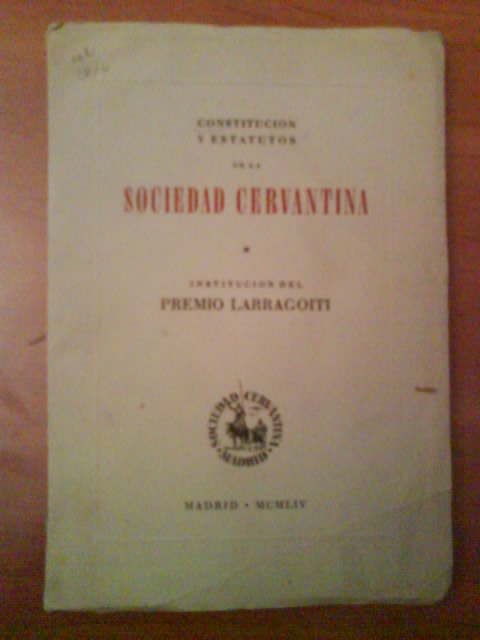 CONSTITUCION
Y ESTATUTOS
DE LA
SOCIEDAD CERVANTINA
INSTITUCION DEL
PREMIO LARRAGOITI
SOCIEDAD CERVANTINA
· MADRID ·
MADRID · MCMLIV